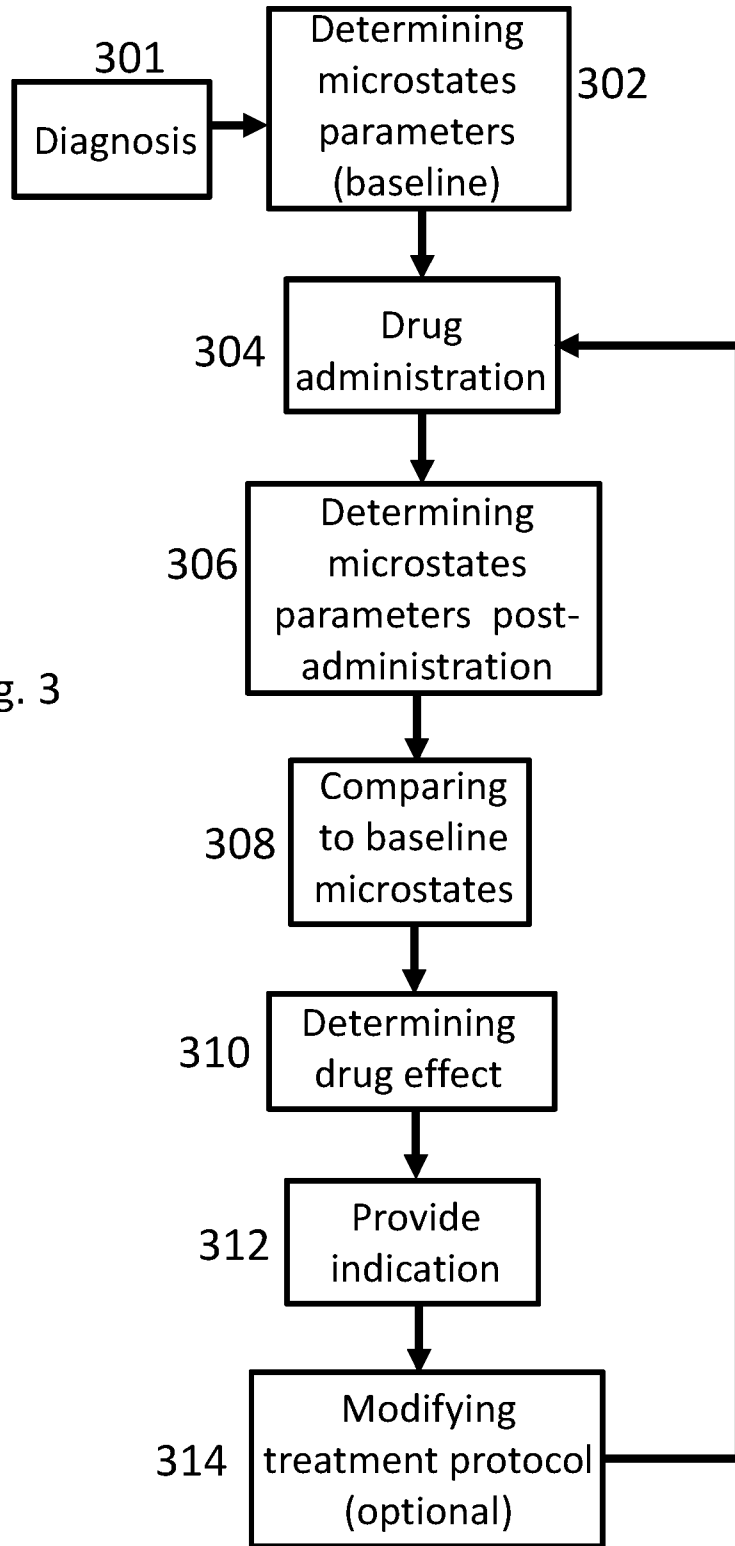 301
Diagnosis
Determining
microstates
parameters
(baseline)
302
304
Drug
administration
306
Determining
microstates
parameters post-
administration
g. 3
308
Comparing
to baseline
microstates
310
Determining
drug effect
312
Provide
indication
314
Modifying
treatment protocol
(optional)